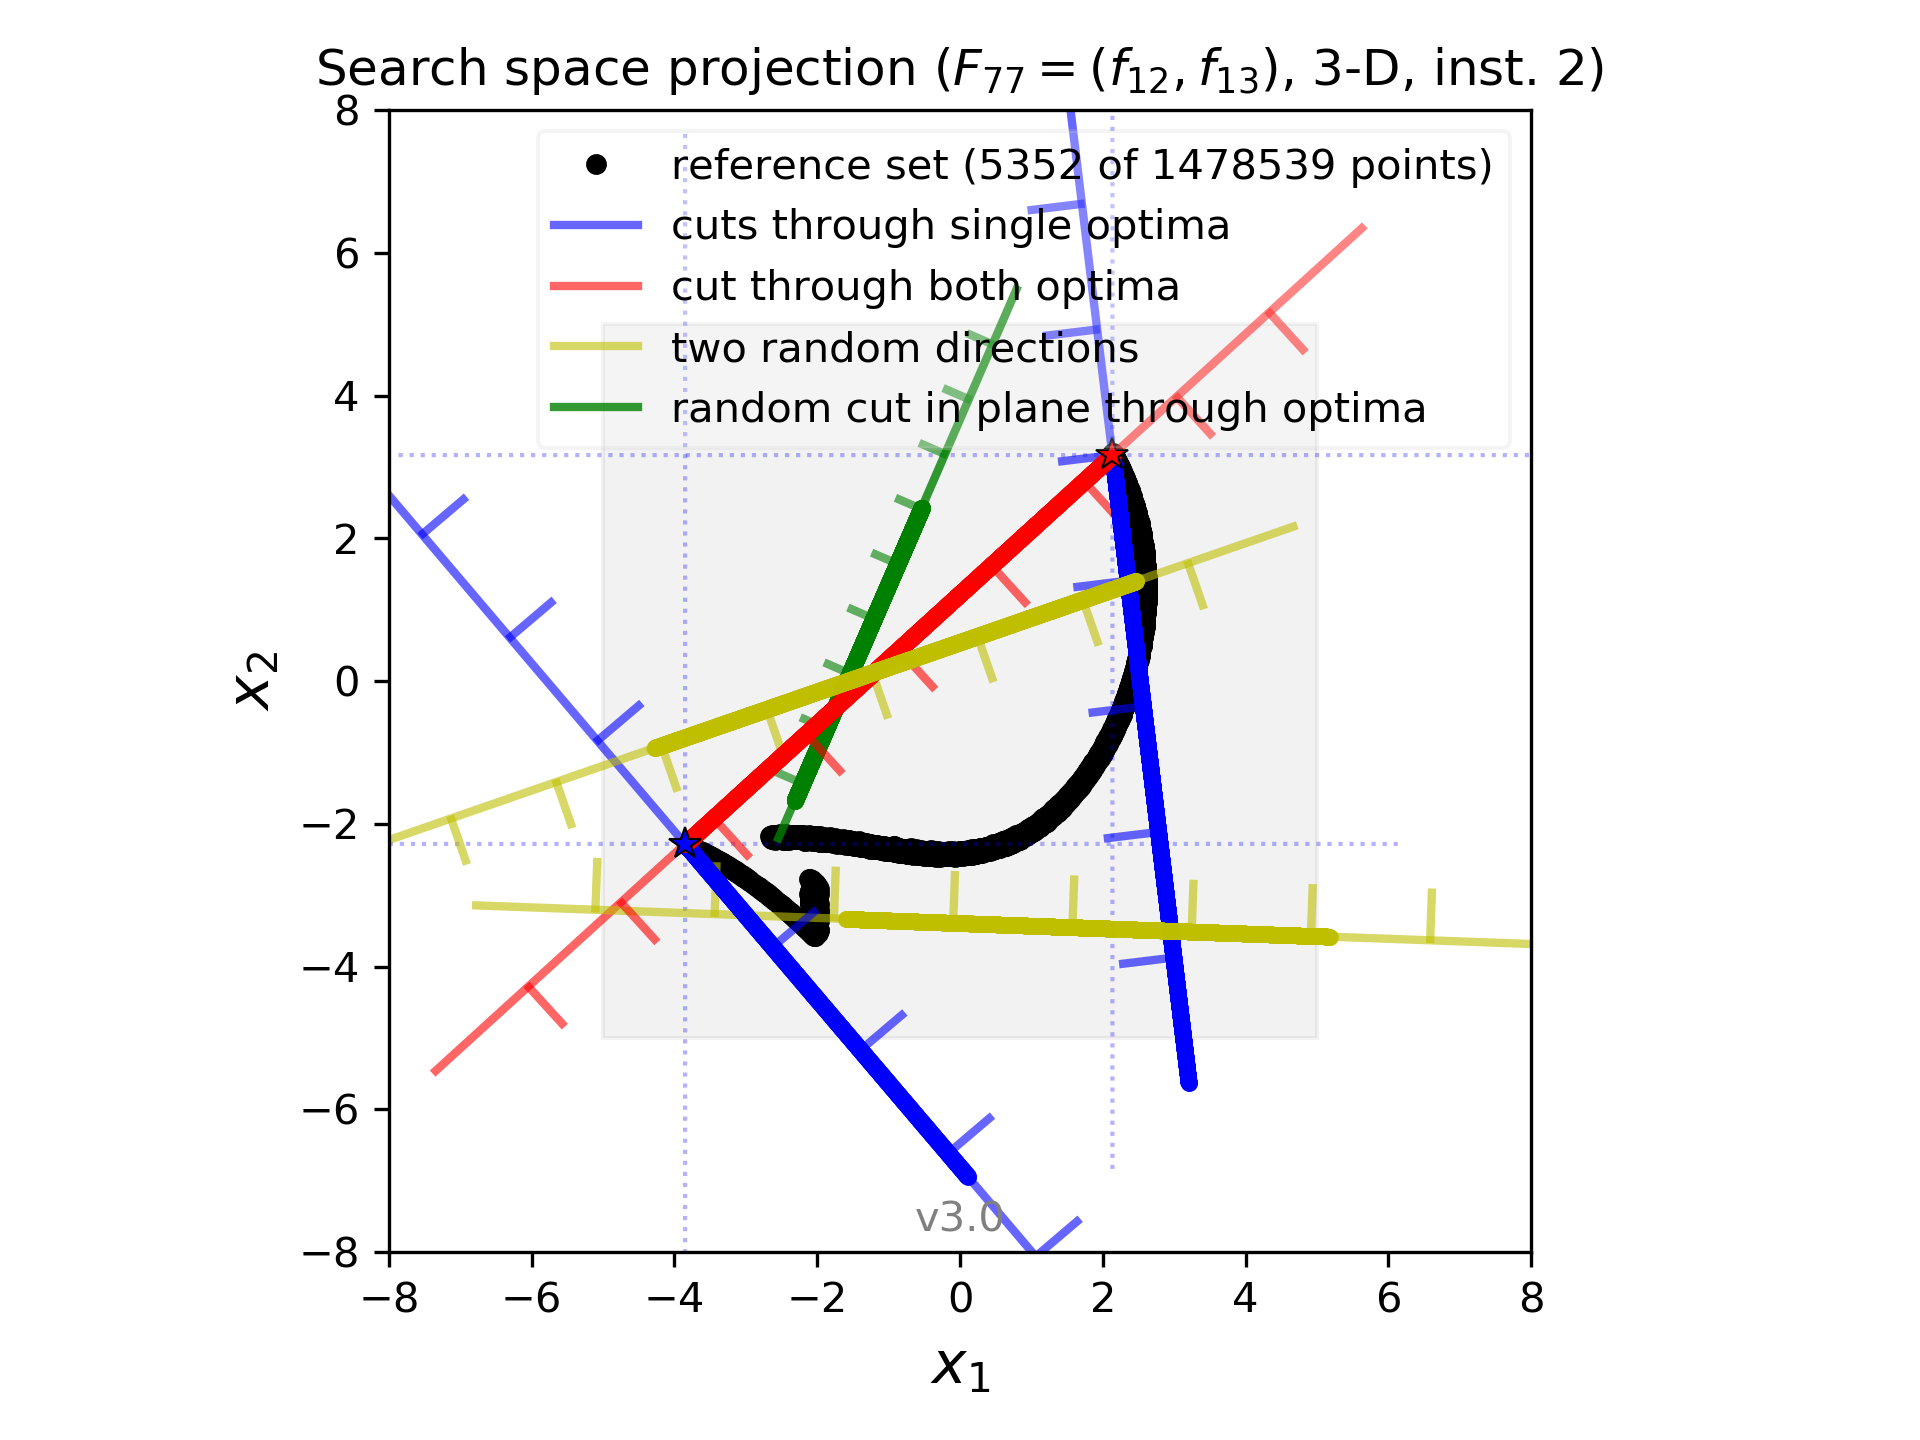 Search space projection (F77 = (f12, f13), 3-D, inst. 2)
reference set (5352 of 1478539 points)
cuts through single optima
cut through both optima
two random directions
random cut in plane through optima
8
6
4
2
0
−2
−4
−6
−8
x2
v3.0
−8 −6 −4 −2 0 2 4 6 8
x1